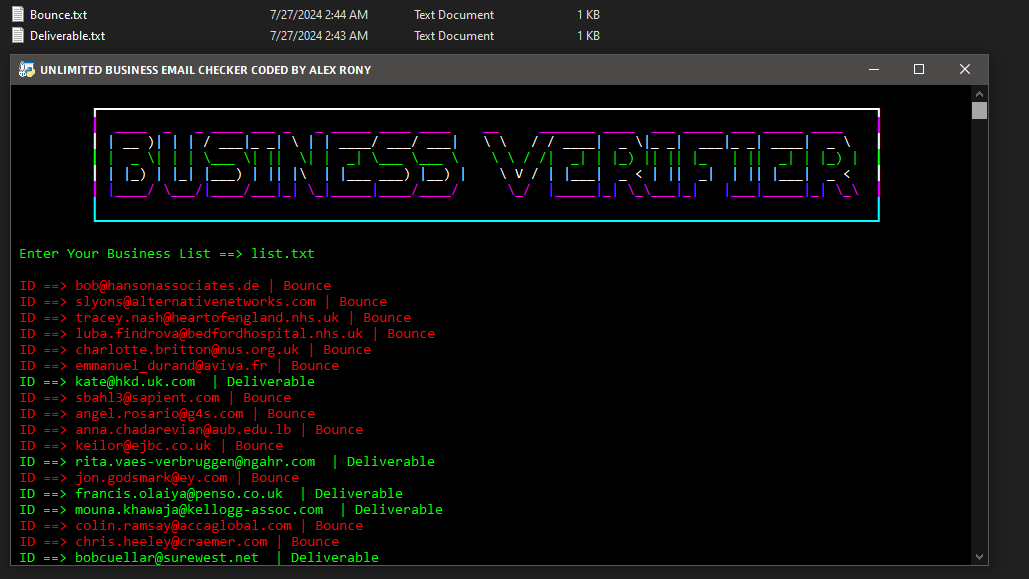 Bounce.txt 7/27/2024 2:44 AM Text Document 1 KB
Deliverable.txt 7/27/2024 2:43 AM Text Document 1 KB
UNLIMITED BUSINESS EMAIL CHECKER CODED BY ALEX RONY
BUSINESS VERIFIER
Enter Your Business List ==> list.txt
ID ==> bob@hansonassociates.de | Bounce
ID ==> slyons@alternativenetworks.com | Bounce
ID ==> tracey.nash@heartofengland.nhs.uk | Bounce
ID ==> luba.findrova@bedfordhospital.nhs.uk | Bounce
ID ==> charlotte.britton@nus.org.uk | Bounce
ID ==> emmanuel_durand@aviva.fr | Bounce
ID ==> kate@hkd.uk.com | Deliverable
ID ==> sbahl3@sapient.com | Bounce
ID ==> angel.rosario@g4s.com | Bounce
ID ==> anna.chadarevian@aub.edu.lb | Bounce
ID ==> keilor@ejbc.co.uk | Bounce
ID ==> rita.vaes-verbruggen@ngahr.com | Deliverable
ID ==> jon.godsmark@ey.com | Bounce
ID ==> francis.olaiya@penso.co.uk | Deliverable
ID ==> mouna.khawaja@kellogg-assoc.com | Deliverable
ID ==> colin.ramsay@accaglobal.com | Bounce
ID ==> chris.heeley@craemer.com | Bounce
ID ==> bobcuellar@surewest.net | Deliverable